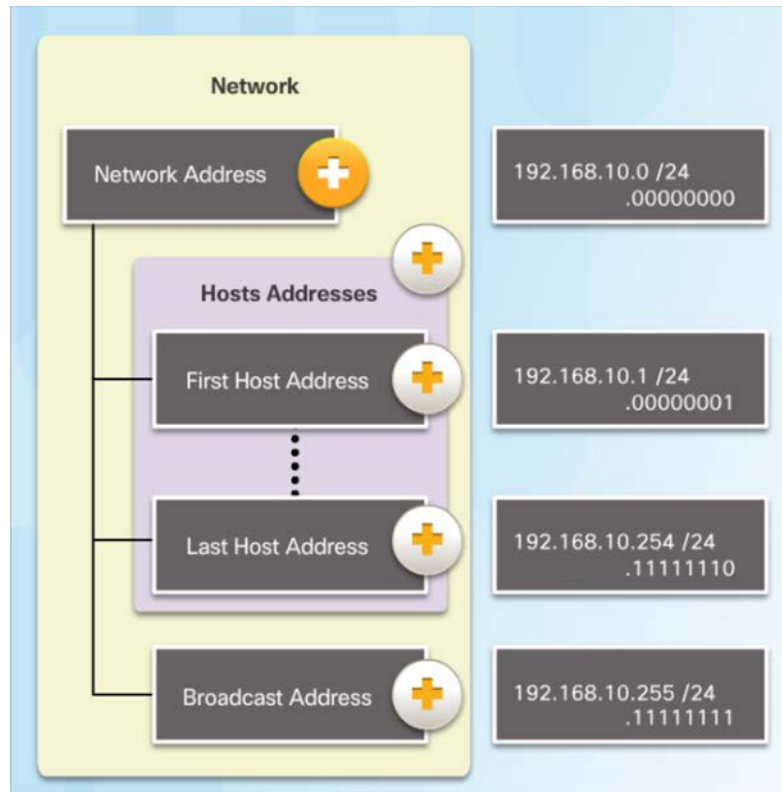 Network
Network Address
192.168.10.0 /24
.00000000
Hosts Addresses
First Host Address
192.168.10.1 /24
.00000001
Last Host Address
192.168.10.254 /24
.11111110
Broadcast Address
192.168.10.255 /24
.11111111